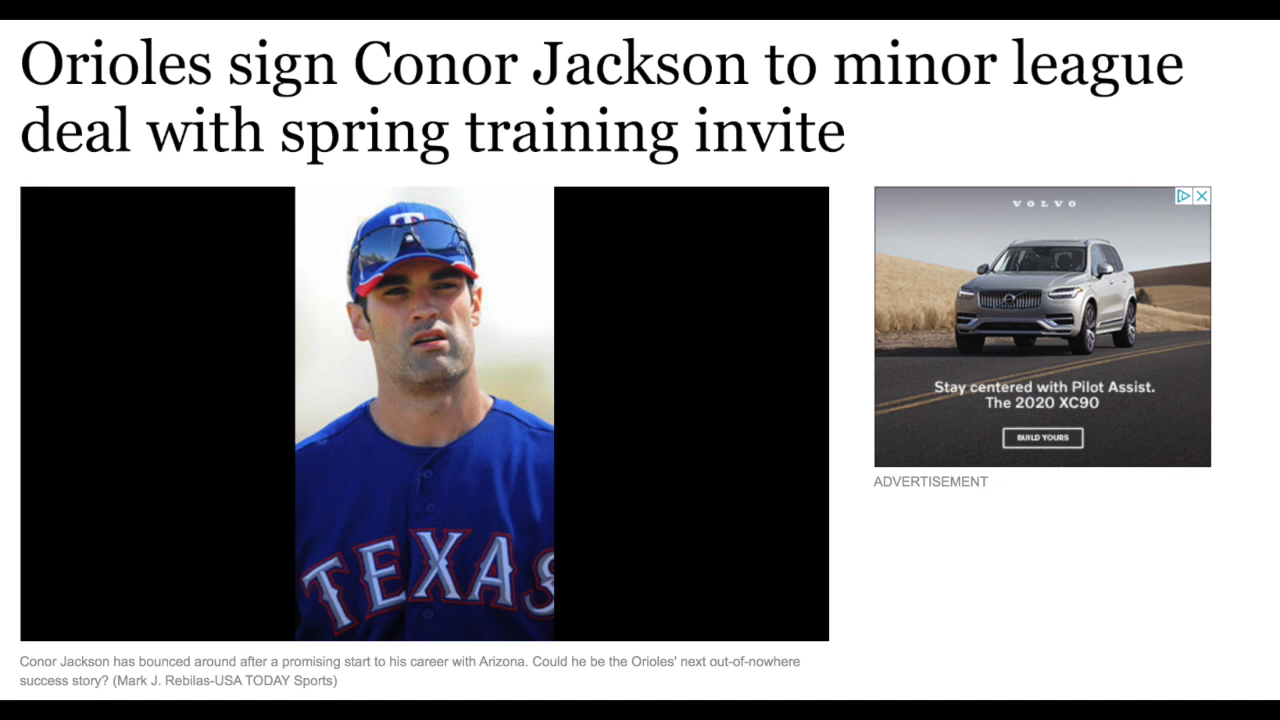 Orioles sign Conor Jackson to minor league
deal with spring training invite
T
TEXAS
Conor Jackson has bounced around after a promising start to his career with Arizona. Could he be the Orioles' next out-of-nowhere
success story? (Mark J. Rebilas-USA TODAY Sports)
VOLVO
Stay centered with Pilot Assist.
The 2020 XC90
BUILD YOURS
ADVERTISEMENT